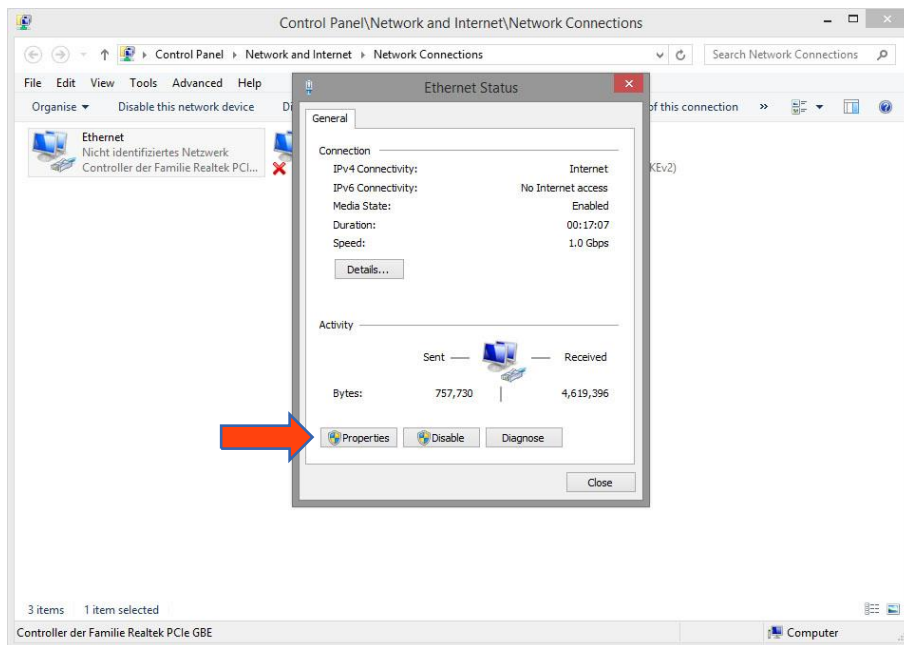 Control Panel\Network and Internet\Network Connections
Control Panel Network and Internet Network Connections
Search Network Connections
File Edit View Tools Advanced Help
Organise Disable this network device
of this connection »
Ethernet
Nicht identifiziertes Netzwerk
Controller der Familie Realtek PCI...
KEv2)
Ethernet Status
General
Connection
IPv4 Connectivity: Internet
IPv6 Connectivity: No Internet access
Media State: Enabled
Duration: 00:17:07
Speed: 1.0 Gbps
Details...
Activity
Sent Received
Bytes: 757,730 4,619,396
Properties Disable Diagnose
Close
3 items 1 item selected
Controller der Familie Realtek PCIe GBE
Computer